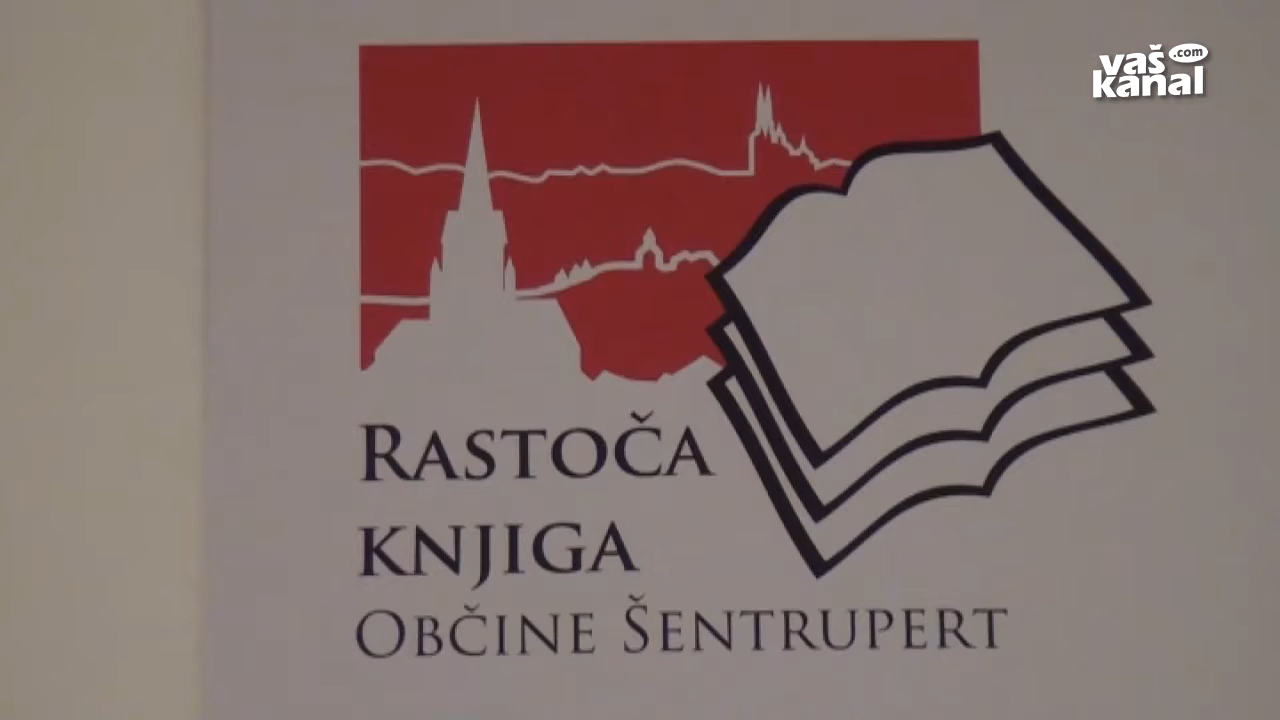 vaš .com
kanal
RASTOČA
KNJIGA
OBČINE ŠENTRUPERT